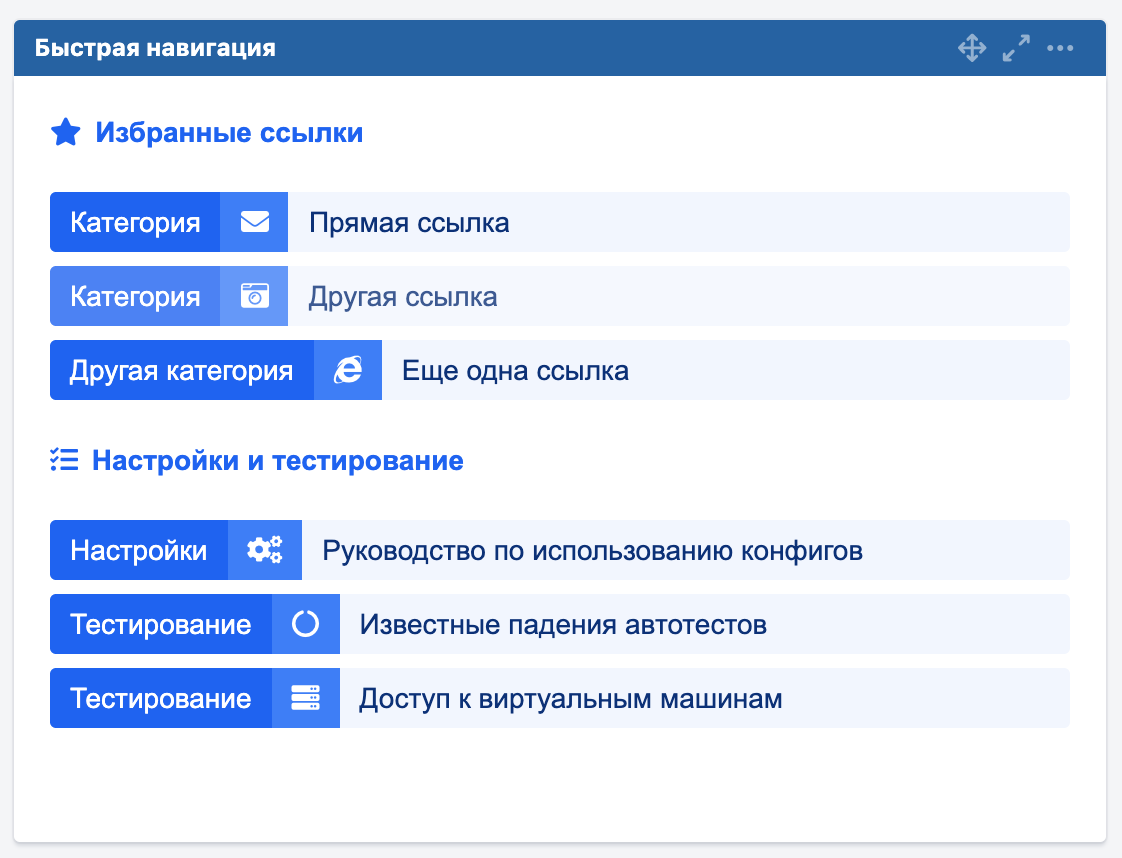 Быстрая навигация
Избранные ссылки
Категория Прямая ссылка
Категория Другая ссылка
Другая категория Еще одна ссылка
Настройки и тестирование
Настройки Руководство по использованию конфигов
Тестирование Известные падения автотестов
Тестирование Доступ к виртуальным машинам